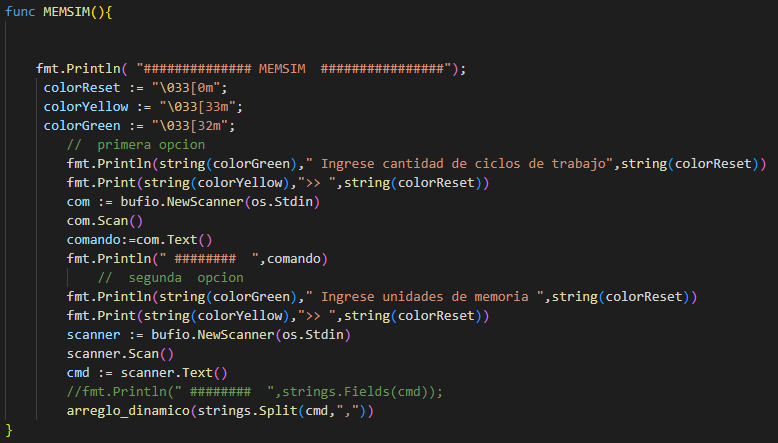 func MEMSIM(){
fmt.Println( "############## MEMSIM  ################");
colorReset := "\033[0m";
colorYellow := "\033[33m";
colorGreen := "\033[32m";
//  primera opcion
fmt.Println(string(colorGreen)," Ingrese cantidad de ciclos de trabajo",string(colorReset))
fmt.Print(string(colorYellow),">> ",string(colorReset))
com := bufio.NewScanner(os.Stdin)
com.Scan()
comando:=com.Text()
fmt.Println(" ########  ",comando)
//  segunda  opcion
fmt.Println(string(colorGreen)," Ingrese unidades de memoria ",string(colorReset))
fmt.Print(string(colorYellow),">> ",string(colorReset))
scanner := bufio.NewScanner(os.Stdin)
scanner.Scan()
cmd := scanner.Text()
//fmt.Println(" ########  ",strings.Fields(cmd));
arreglo_dinamico(strings.Split(cmd,","))
}